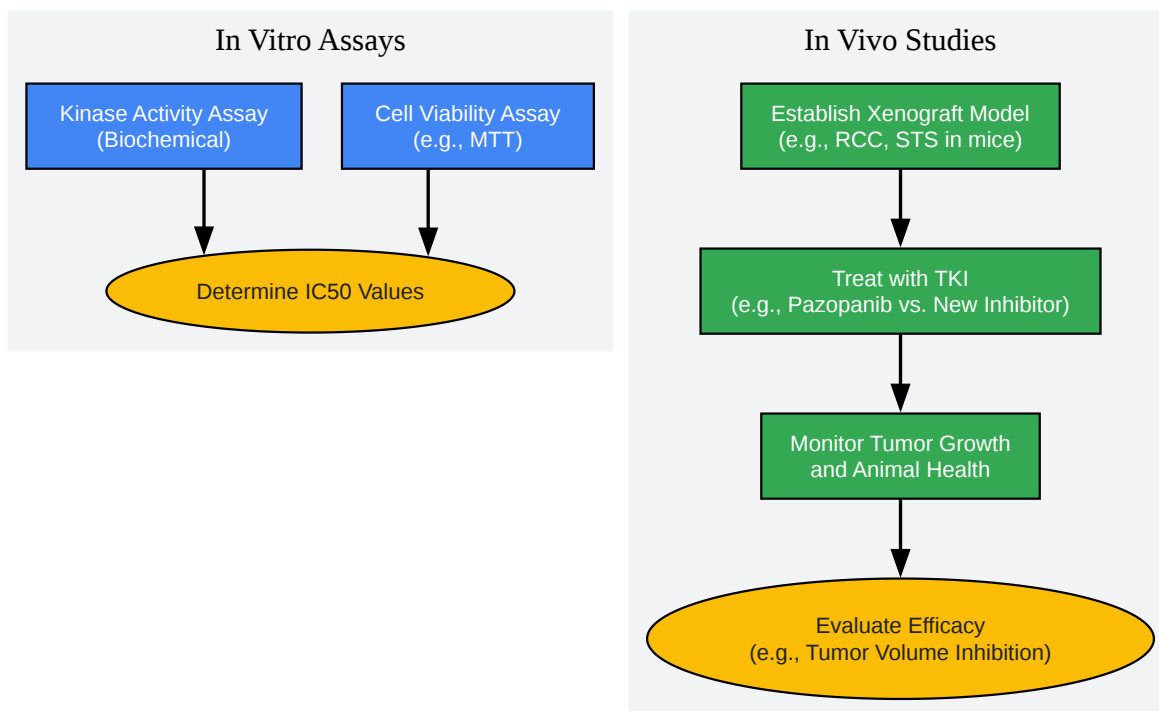 In Vitro Assays
Kinase Activity Assay
(Biochemical)
Cell Viability Assay
(e.g., MTT)
Determine IC50 Values
In Vivo Studies
Establish Xenograft Model
(e.g., RCC, STS in mice)
Treat with TKI
(e.g., Pazopanib vs. New Inhibitor)
Monitor Tumor Growth
and Animal Health
Evaluate Efficacy
(e.g., Tumor Volume Inhibition)